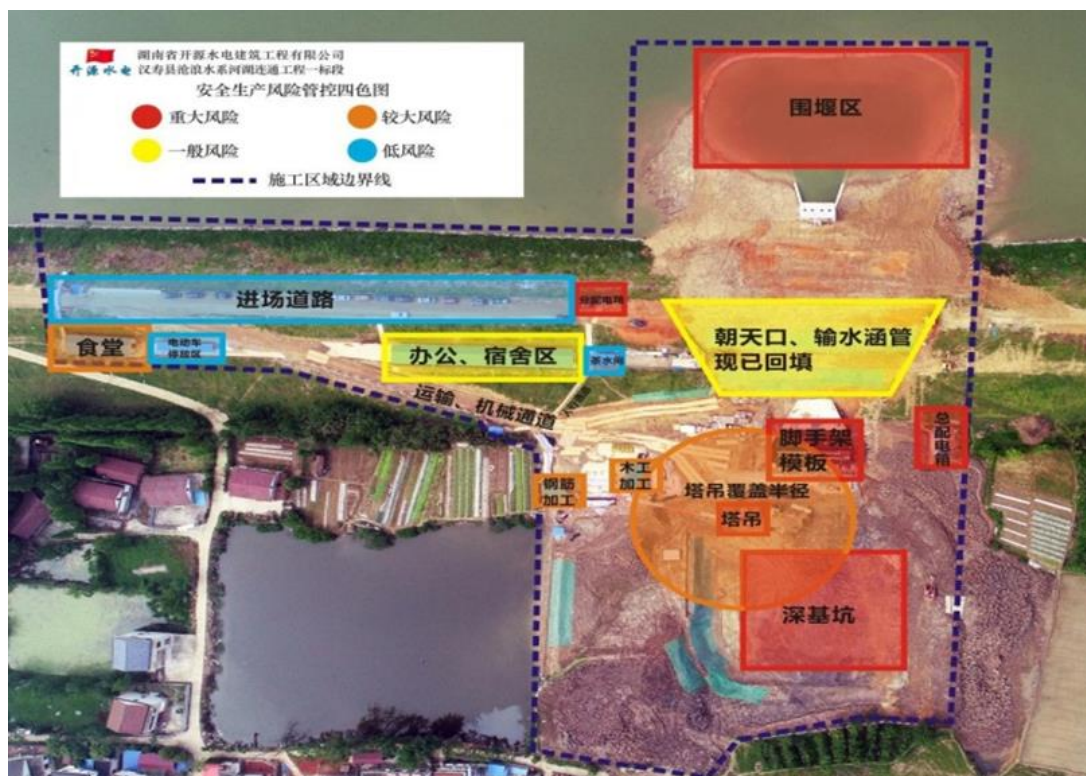 湖南省开源水电建筑工程有限公司
开源水电
汉寿县沧浪水系河湖连通工程一标段
安全生产风险管控四色图
重大风险
较大风险
一般风险
低风险
施工区域边界线
围堰区
进场道路
分配电箱
食堂
电动车
停放区
办公、宿舍区
茶水间
朝天口、输水涵管
现已回填
运输、机械通道
总配电箱
脚手架
模板
木工
加工
钢筋
加工
塔吊覆盖半径
塔吊
深基坑